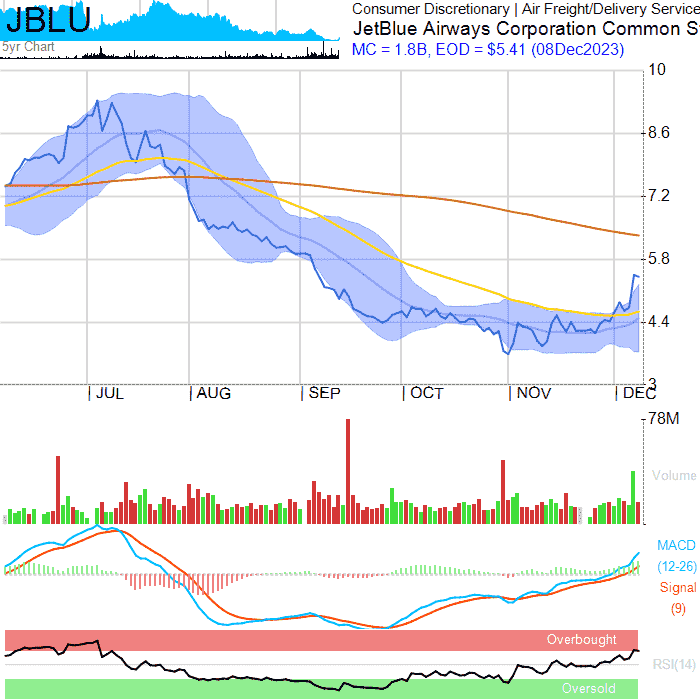 JBLU
5yr Chart
Consumer Discretionary | Air Freight/Delivery Service
JetBlue Airways Corporation Common S
MC = 1.8B, EOD = $5.41 (08Dec2023)
10
8.6
7.2
5.8
4.4
3
JUL AUG SEP OCT NOV DEC
78M
Volume
MACD
(12-26)
Signal
(9)
Overbought
RSI(14)
Oversold